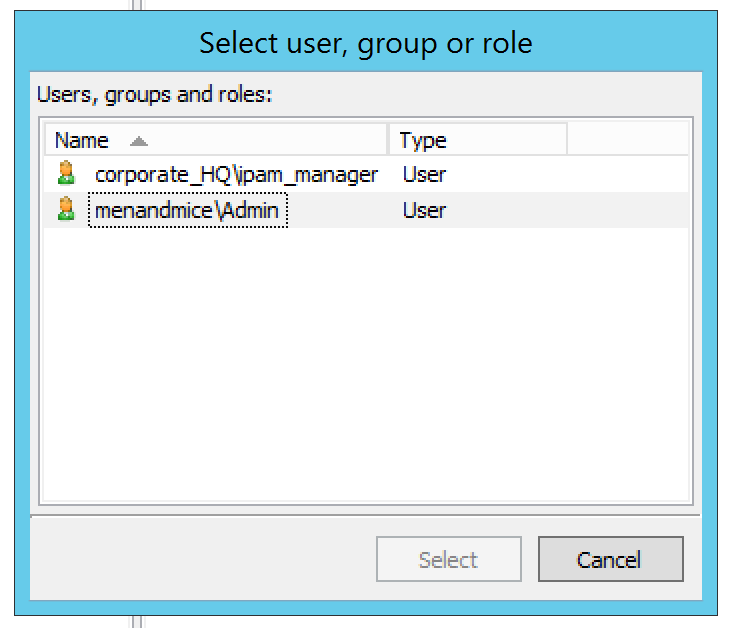 Select user, group or role
Users, groups and roles:
Name Type
corporate_HQ\ipam_manager User
menandmice\Admin User
Select Cancel